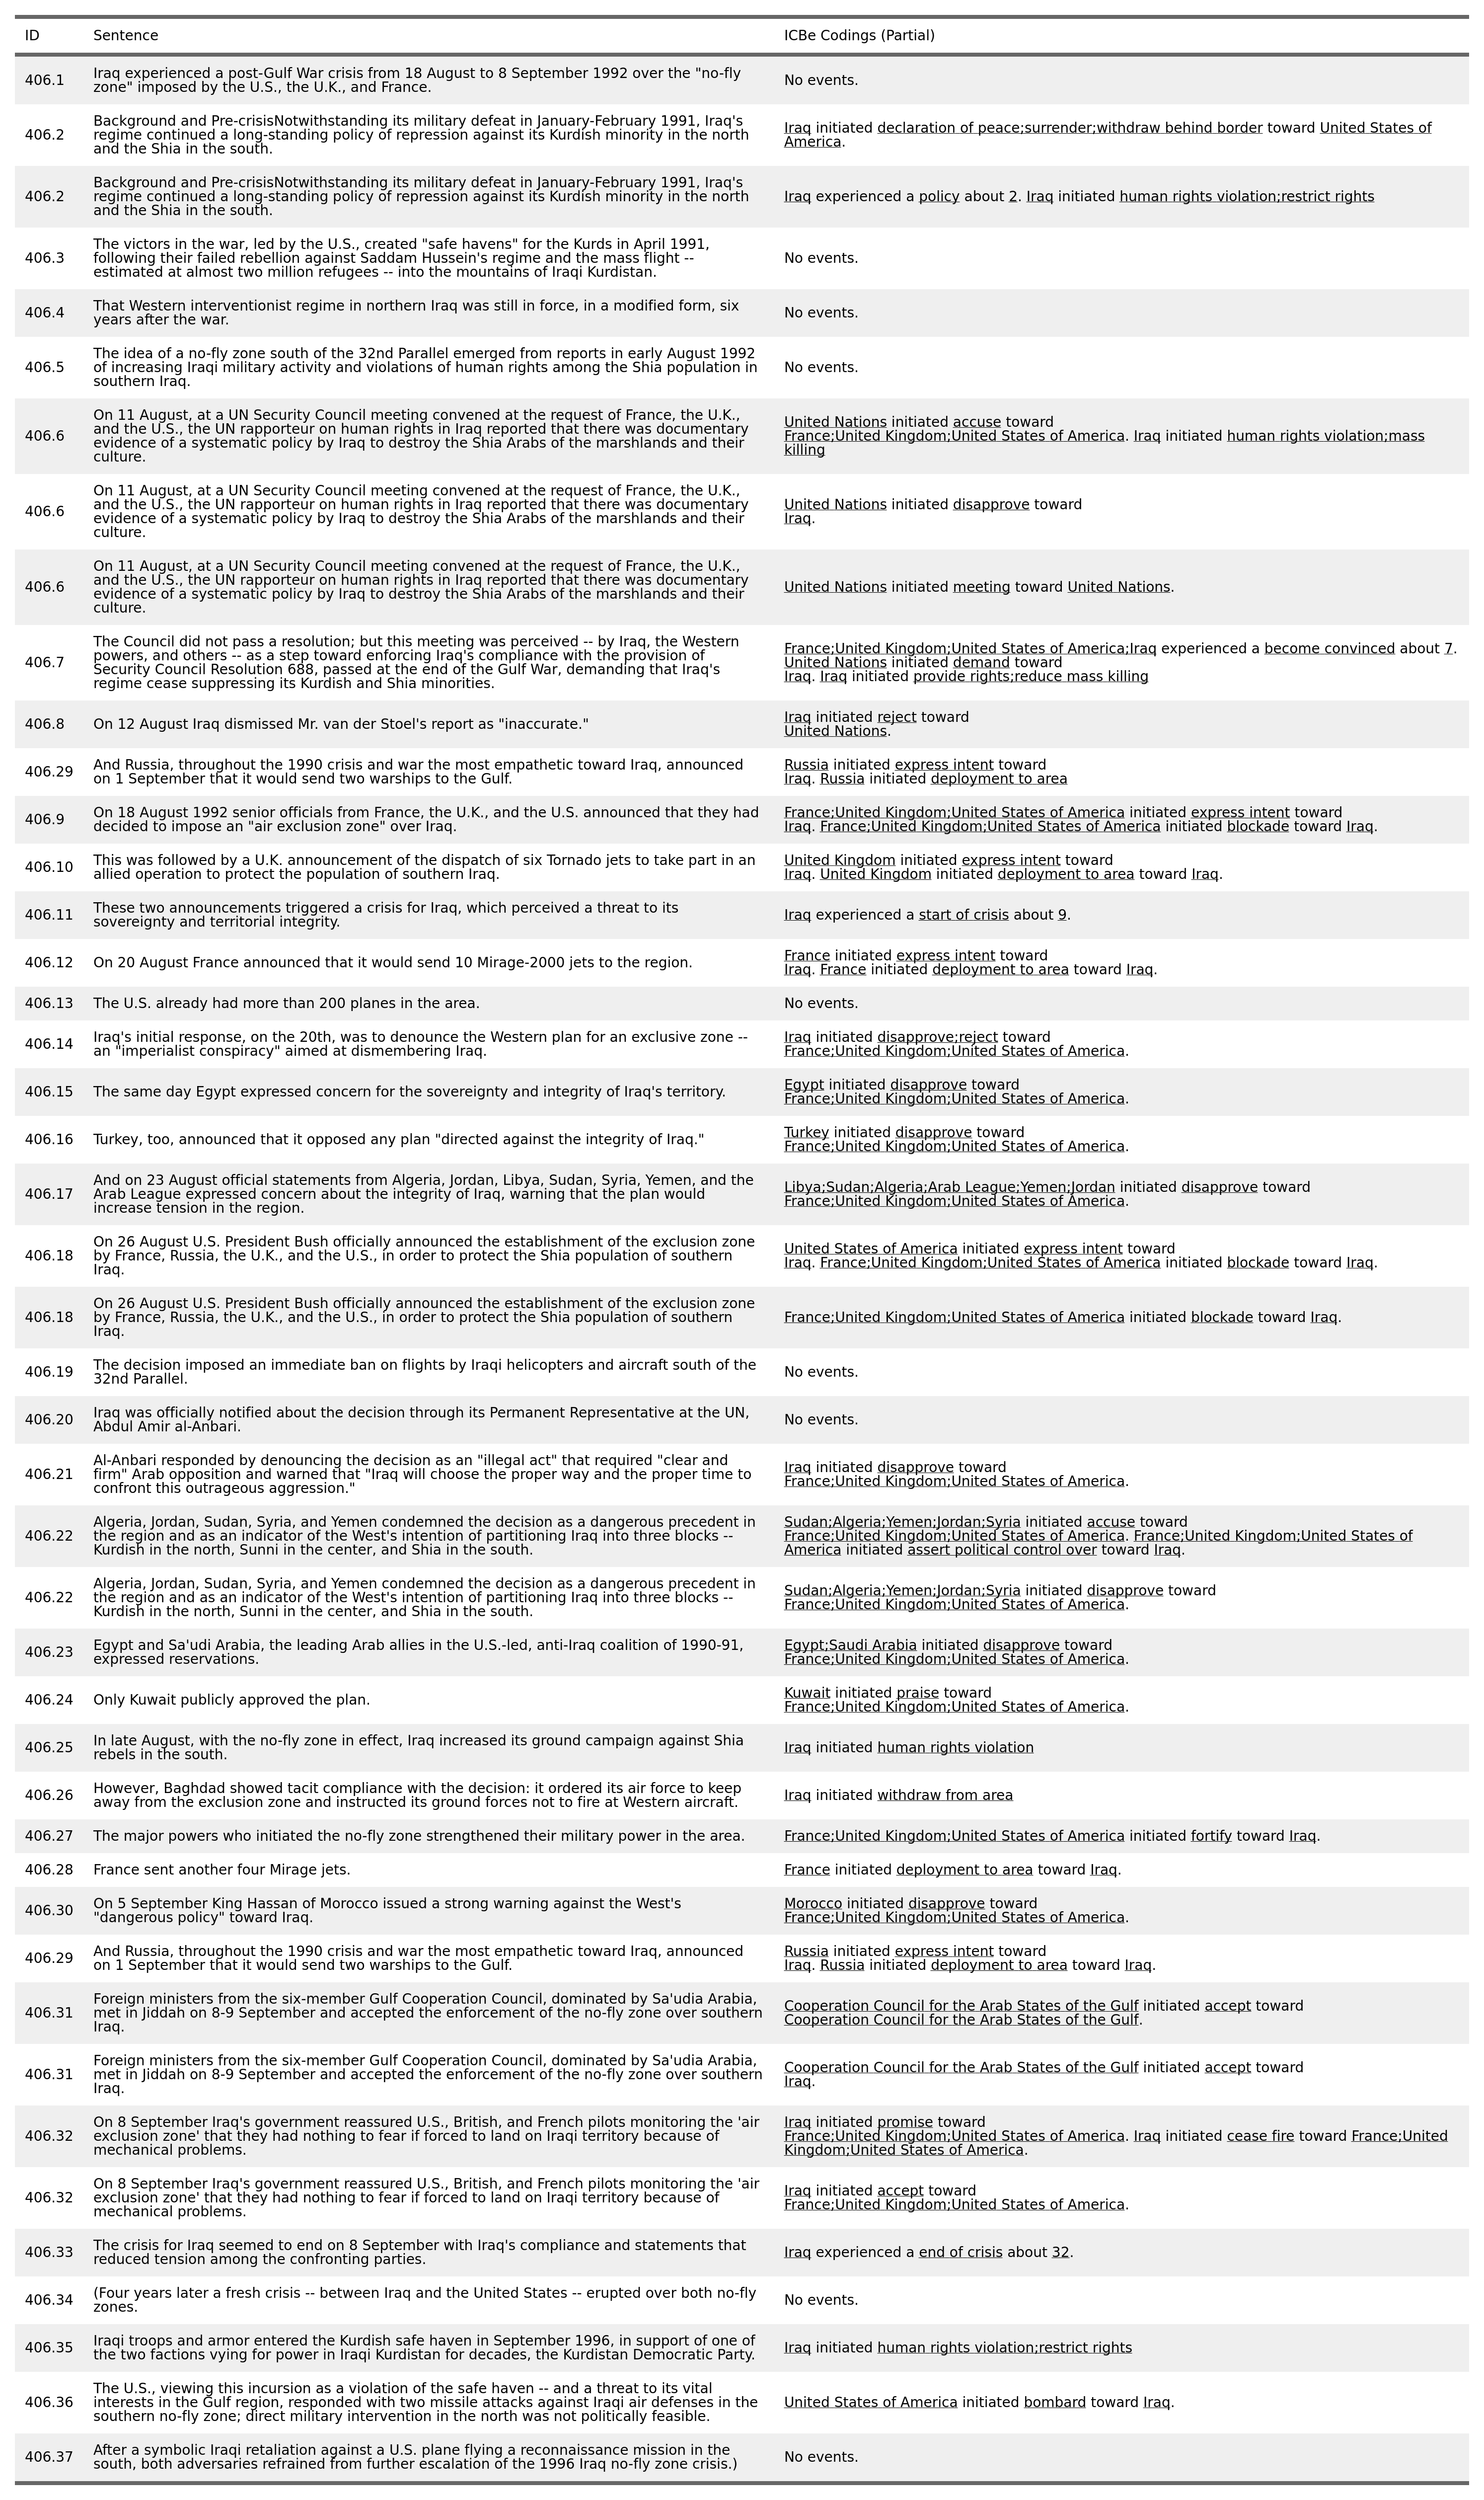 ID Sentence ICBe Codings (Partial)
406.1 Iraq experienced a post-Gulf War crisis from 18 August to 8 September 1992 over the "no-fly
zone" imposed by the U.S., the U.K., and France.
No events.
406.2 Background and Pre-crisisNotwithstanding its military defeat in January-February 1991, Iraq's
regime continued a long-standing policy of repression against its Kurdish minority in the north
and the Shia in the south.
Iraq initiated declaration of peace;surrender;withdraw behind border toward United States of
America.
406.2 Background and Pre-crisisNotwithstanding its military defeat in January-February 1991, Iraq's
regime continued a long-standing policy of repression against its Kurdish minority in the north
and the Shia in the south.
Iraq experienced a policy about 2. Iraq initiated human rights violation;restrict rights
406.3 The victors in the war, led by the U.S., created "safe havens" for the Kurds in April 1991,
following their failed rebellion against Saddam Hussein's regime and the mass flight --
estimated at almost two million refugees -- into the mountains of Iraqi Kurdistan.
No events.
406.4 That Western interventionist regime in northern Iraq was still in force, in a modified form, six
years after the war.
No events.
406.5 The idea of a no-fly zone south of the 32nd Parallel emerged from reports in early August 1992
of increasing Iraqi military activity and violations of human rights among the Shia population in
southern Iraq.
No events.
406.6 On 11 August, at a UN Security Council meeting convened at the request of France, the U.K.,
and the U.S., the UN rapporteur on human rights in Iraq reported that there was documentary
evidence of a systematic policy by Iraq to destroy the Shia Arabs of the marshlands and their
culture.
United Nations initiated accuse toward
France;United Kingdom;United States of America. Iraq initiated human rights violation;mass
killing
406.6 On 11 August, at a UN Security Council meeting convened at the request of France, the U.K.,
and the U.S., the UN rapporteur on human rights in Iraq reported that there was documentary
evidence of a systematic policy by Iraq to destroy the Shia Arabs of the marshlands and their
culture.
United Nations initiated disapprove toward
Iraq.
406.6 On 11 August, at a UN Security Council meeting convened at the request of France, the U.K.,
and the U.S., the UN rapporteur on human rights in Iraq reported that there was documentary
evidence of a systematic policy by Iraq to destroy the Shia Arabs of the marshlands and their
culture.
United Nations initiated meeting toward United Nations.
406.7 The Council did not pass a resolution; but this meeting was perceived -- by Iraq, the Western
powers, and others -- as a step toward enforcing Iraq's compliance with the provision of
Security Council Resolution 688, passed at the end of the Gulf War, demanding that Iraq's
regime cease suppressing its Kurdish and Shia minorities.
France;United Kingdom;United States of America;Iraq experienced a become convinced about 7.
United Nations initiated demand toward
Iraq. Iraq initiated provide rights;reduce mass killing
406.8 On 12 August Iraq dismissed Mr. van der Stoel's report as "inaccurate."
Iraq initiated reject toward
United Nations.
406.29 And Russia, throughout the 1990 crisis and war the most empathetic toward Iraq, announced
on 1 September that it would send two warships to the Gulf.
Russia initiated express intent toward
Iraq. Russia initiated deployment to area
406.9 On 18 August 1992 senior officials from France, the U.K., and the U.S. announced that they had
decided to impose an "air exclusion zone" over Iraq.
France;United Kingdom;United States of America initiated express intent toward
Iraq. France;United Kingdom;United States of America initiated blockade toward Iraq.
406.10 This was followed by a U.K. announcement of the dispatch of six Tornado jets to take part in an
allied operation to protect the population of southern Iraq.
United Kingdom initiated express intent toward
Iraq. United Kingdom initiated deployment to area toward Iraq.
406.11 These two announcements triggered a crisis for Iraq, which perceived a threat to its
sovereignty and territorial integrity.
Iraq experienced a start of crisis about 9.
406.12 On 20 August France announced that it would send 10 Mirage-2000 jets to the region.
France initiated express intent toward
Iraq. France initiated deployment to area toward Iraq.
406.13 The U.S. already had more than 200 planes in the area.
No events.
406.14 Iraq's initial response, on the 20th, was to denounce the Western plan for an exclusive zone --
an "imperialist conspiracy" aimed at dismembering Iraq.
Iraq initiated disapprove;reject toward
France;United Kingdom;United States of America.
406.15 The same day Egypt expressed concern for the sovereignty and integrity of Iraq's territory.
Egypt initiated disapprove toward
France;United Kingdom;United States of America.
406.16 Turkey, too, announced that it opposed any plan "directed against the integrity of Iraq."
Turkey initiated disapprove toward
France;United Kingdom;United States of America.
406.17 And on 23 August official statements from Algeria, Jordan, Libya, Sudan, Syria, Yemen, and the
Arab League expressed concern about the integrity of Iraq, warning that the plan would
increase tension in the region.
Libya;Sudan;Algeria;Arab League;Yemen;Jordan initiated disapprove toward
France;United Kingdom;United States of America.
406.18 On 26 August U.S. President Bush officially announced the establishment of the exclusion zone
by France, Russia, the U.K., and the U.S., in order to protect the Shia population of southern
Iraq.
United States of America initiated express intent toward
Iraq. France;United Kingdom;United States of America initiated blockade toward Iraq.
406.18 On 26 August U.S. President Bush officially announced the establishment of the exclusion zone
by France, Russia, the U.K., and the U.S., in order to protect the Shia population of southern
Iraq.
France;United Kingdom;United States of America initiated blockade toward Iraq.
406.19 The decision imposed an immediate ban on flights by Iraqi helicopters and aircraft south of the
32nd Parallel.
No events.
406.20 Iraq was officially notified about the decision through its Permanent Representative at the UN,
Abdul Amir al-Anbari.
No events.
406.21 Al-Anbari responded by denouncing the decision as an "illegal act" that required "clear and
firm" Arab opposition and warned that "Iraq will choose the proper way and the proper time to
confront this outrageous aggression."
Iraq initiated disapprove toward
France;United Kingdom;United States of America.
406.22 Algeria, Jordan, Sudan, Syria, and Yemen condemned the decision as a dangerous precedent in
the region and as an indicator of the West's intention of partitioning Iraq into three blocks --
Kurdish in the north, Sunni in the center, and Shia in the south.
Sudan;Algeria;Yemen;Jordan;Syria initiated accuse toward
France;United Kingdom;United States of America. France;United Kingdom;United States of
America initiated assert political control over toward Iraq.
406.22 Algeria, Jordan, Sudan, Syria, and Yemen condemned the decision as a dangerous precedent in
the region and as an indicator of the West's intention of partitioning Iraq into three blocks --
Kurdish in the north, Sunni in the center, and Shia in the south.
Sudan;Algeria;Yemen;Jordan;Syria initiated disapprove toward
France;United Kingdom;United States of America.
406.23 Egypt and Sa'udi Arabia, the leading Arab allies in the U.S.-led, anti-Iraq coalition of 1990-91,
expressed reservations.
Egypt;Saudi Arabia initiated disapprove toward
France;United Kingdom;United States of America.
406.24 Only Kuwait publicly approved the plan.
Kuwait initiated praise toward
France;United Kingdom;United States of America.
406.25 In late August, with the no-fly zone in effect, Iraq increased its ground campaign against Shia
rebels in the south.
Iraq initiated human rights violation
406.26 However, Baghdad showed tacit compliance with the decision: it ordered its air force to keep
away from the exclusion zone and instructed its ground forces not to fire at Western aircraft.
Iraq initiated withdraw from area
406.27 The major powers who initiated the no-fly zone strengthened their military power in the area.
France;United Kingdom;United States of America initiated fortify toward Iraq.
406.28 France sent another four Mirage jets.
France initiated deployment to area toward Iraq.
406.30 On 5 September King Hassan of Morocco issued a strong warning against the West's
"dangerous policy" toward Iraq.
Morocco initiated disapprove toward
France;United Kingdom;United States of America.
406.29 And Russia, throughout the 1990 crisis and war the most empathetic toward Iraq, announced
on 1 September that it would send two warships to the Gulf.
Russia initiated express intent toward
Iraq. Russia initiated deployment to area toward Iraq.
406.31 Foreign ministers from the six-member Gulf Cooperation Council, dominated by Sa'udia Arabia,
met in Jiddah on 8-9 September and accepted the enforcement of the no-fly zone over southern
Iraq.
Cooperation Council for the Arab States of the Gulf initiated accept toward
Cooperation Council for the Arab States of the Gulf.
406.31 Foreign ministers from the six-member Gulf Cooperation Council, dominated by Sa'udia Arabia,
met in Jiddah on 8-9 September and accepted the enforcement of the no-fly zone over southern
Iraq.
Cooperation Council for the Arab States of the Gulf initiated accept toward
Iraq.
406.32 On 8 September Iraq's government reassured U.S., British, and French pilots monitoring the 'air
exclusion zone' that they had nothing to fear if forced to land on Iraqi territory because of
mechanical problems.
Iraq initiated promise toward
France;United Kingdom;United States of America. Iraq initiated cease fire toward France;United
Kingdom;United States of America.
406.32 On 8 September Iraq's government reassured U.S., British, and French pilots monitoring the 'air
exclusion zone' that they had nothing to fear if forced to land on Iraqi territory because of
mechanical problems.
Iraq initiated accept toward
France;United Kingdom;United States of America.
406.33 The crisis for Iraq seemed to end on 8 September with Iraq's compliance and statements that
reduced tension among the confronting parties.
Iraq experienced a end of crisis about 32.
406.34 (Four years later a fresh crisis -- between Iraq and the United States -- erupted over both no-fly
zones.
No events.
406.35 Iraqi troops and armor entered the Kurdish safe haven in September 1996, in support of one of
the two factions vying for power in Iraqi Kurdistan for decades, the Kurdistan Democratic Party.
Iraq initiated human rights violation;restrict rights
406.36 The U.S., viewing this incursion as a violation of the safe haven -- and a threat to its vital
interests in the Gulf region, responded with two missile attacks against Iraqi air defenses in the
southern no-fly zone; direct military intervention in the north was not politically feasible.
United States of America initiated bombard toward Iraq.
406.37 After a symbolic Iraqi retaliation against a U.S. plane flying a reconnaissance mission in the
south, both adversaries refrained from further escalation of the 1996 Iraq no-fly zone crisis.)
No events.